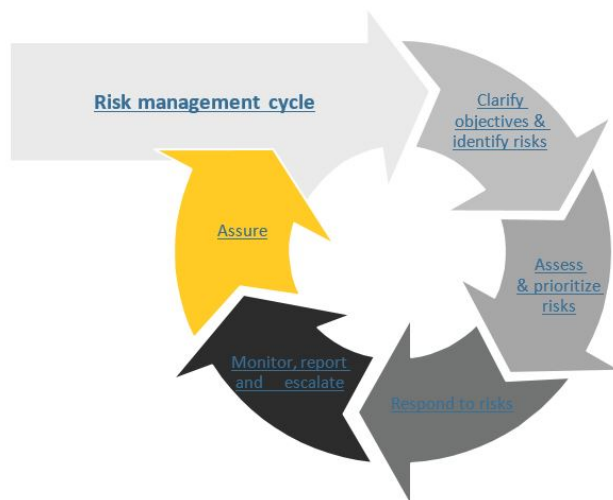 Risk management cycle
Clarify
objectives &
identify risks
Assess
& prioritize
risks
Respond to risks
Monitor, report
and escalate
Assure